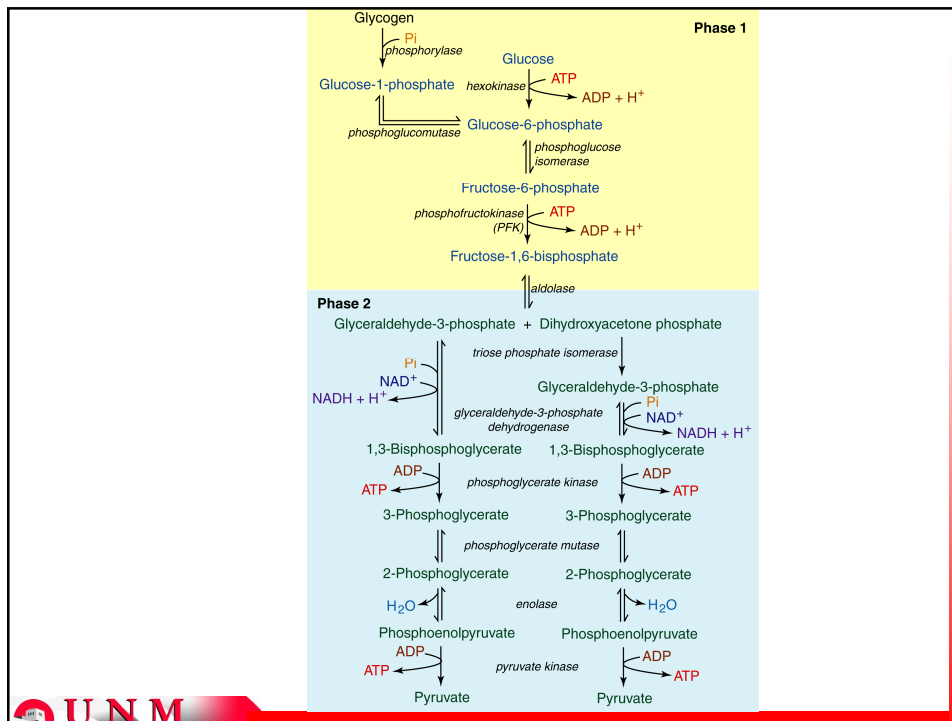 Glycogen
Phase 1
Pi
phosphorylase
Glucose
Glucose-1-phosphate
hexokinase
ATP
ADP + H+
phosphoglucomutase
Glucose-6-phosphate
phosphoglucose
isomerase
Fructose-6-phosphate
phosphofructokinase
(PFK)
ATP
ADP + H+
Fructose-1,6-bisphosphate
aldolase
Phase 2
Glyceraldehyde-3-phosphate + Dihydroxyacetone phosphate
triose phosphate isomerase
Pi
NAD+
NADH + H+
Glyceraldehyde-3-phosphate
glyceraldehyde-3-phosphate
dehydrogenase
Pi
NAD+
NADH + H+
1,3-Bisphosphoglycerate
1,3-Bisphosphoglycerate
ADP
ATP
phosphoglycerate kinase
ADP
ATP
3-Phosphoglycerate
3-Phosphoglycerate
phosphoglycerate mutase
2-Phosphoglycerate
2-Phosphoglycerate
H2O
enolase
H2O
Phosphoenolpyruvate
Phosphoenolpyruvate
ADP
ATP
pyruvate kinase
ADP
ATP
Pyruvate
Pyruvate
UNM